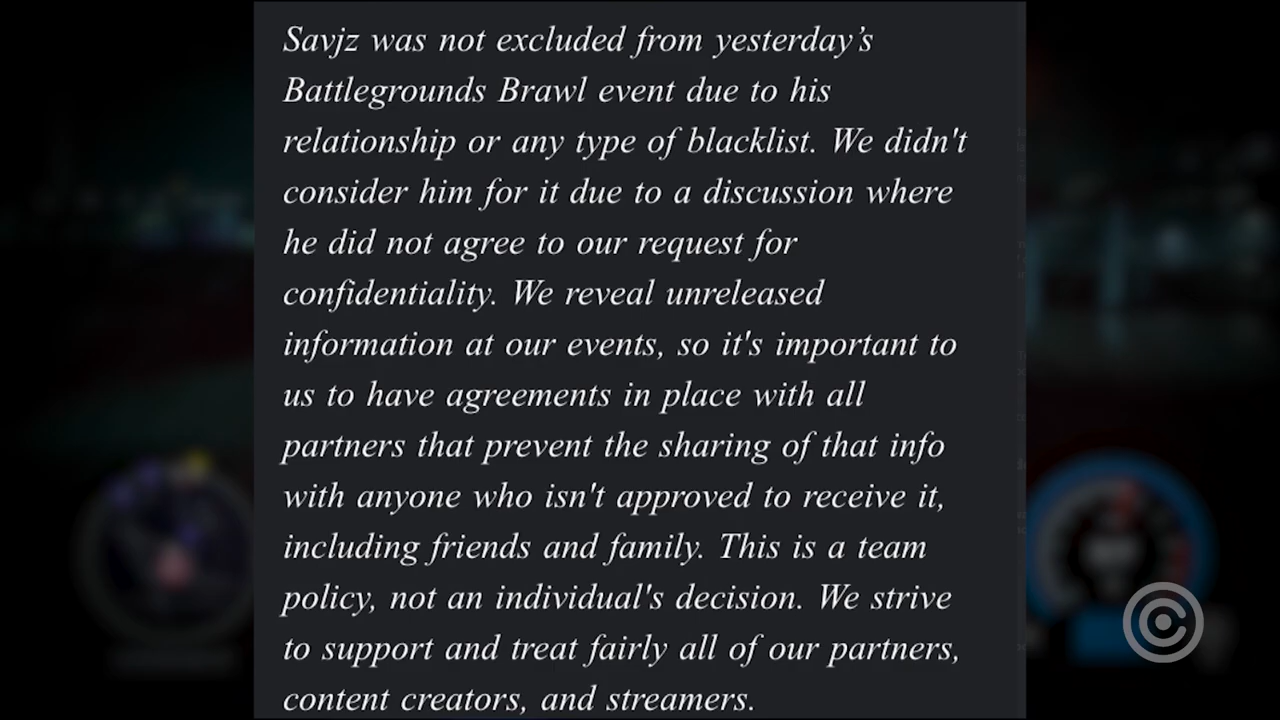 Savjz was not excluded from yesterday’s
Battlegrounds Brawl event due to his
relationship or any type of blacklist. We didn't
consider him for it due to a discussion where
he did not agree to our request for
confidentiality. We reveal unreleased
information at our events, so it's important to
us to have agreements in place with all
partners that prevent the sharing of that info
with anyone who isn't approved to receive it,
including friends and family. This is a team
policy, not an individual's decision. We strive
to support and treat fairly all of our partners,
content creators, and streamers.